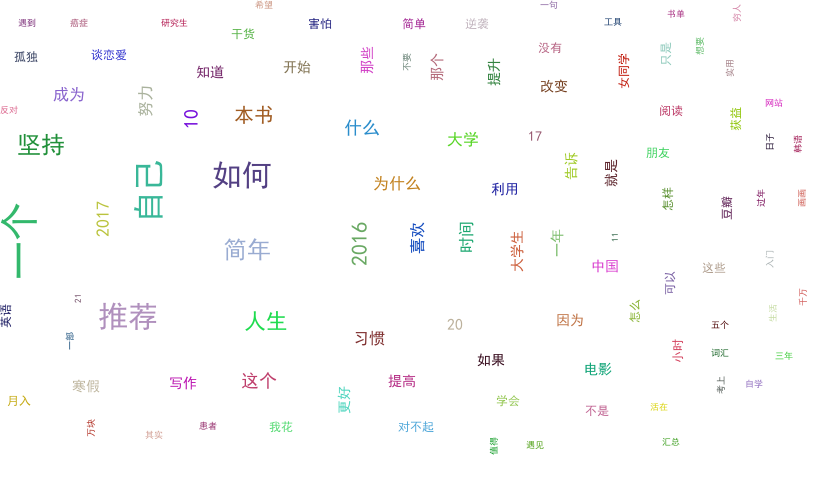 希望
一句
遇到
癌症
研究生
害怕
简单
逆袭
工具
书单
穷人
干货
孤独
谈恋爱
那些
不要
那个
没有
只是
想要
知道
开始
提升
改变
女同学
实用
成为
努力
反对
10
本书
什么
大学
17
阅读
获益
网站
坚持
日子
韩语
自己
如何
为什么
利用
告诉
就是
朋友
怎样
豆瓣
过年
画画
一个
2017
简年
2016
喜欢
时间
大学生
一年
11
中国
这些
入门
可以
千万
英语
21
推荐
人生
一部
习惯
20
因为
怎么
五个
生活
小时
词汇
三年
如果
寒假
写作
这个
提高
电影
考上
自学
月入
更好
学会
不是
活在
万块
其实
患者
我花
对不起
值得
遇见
汇总